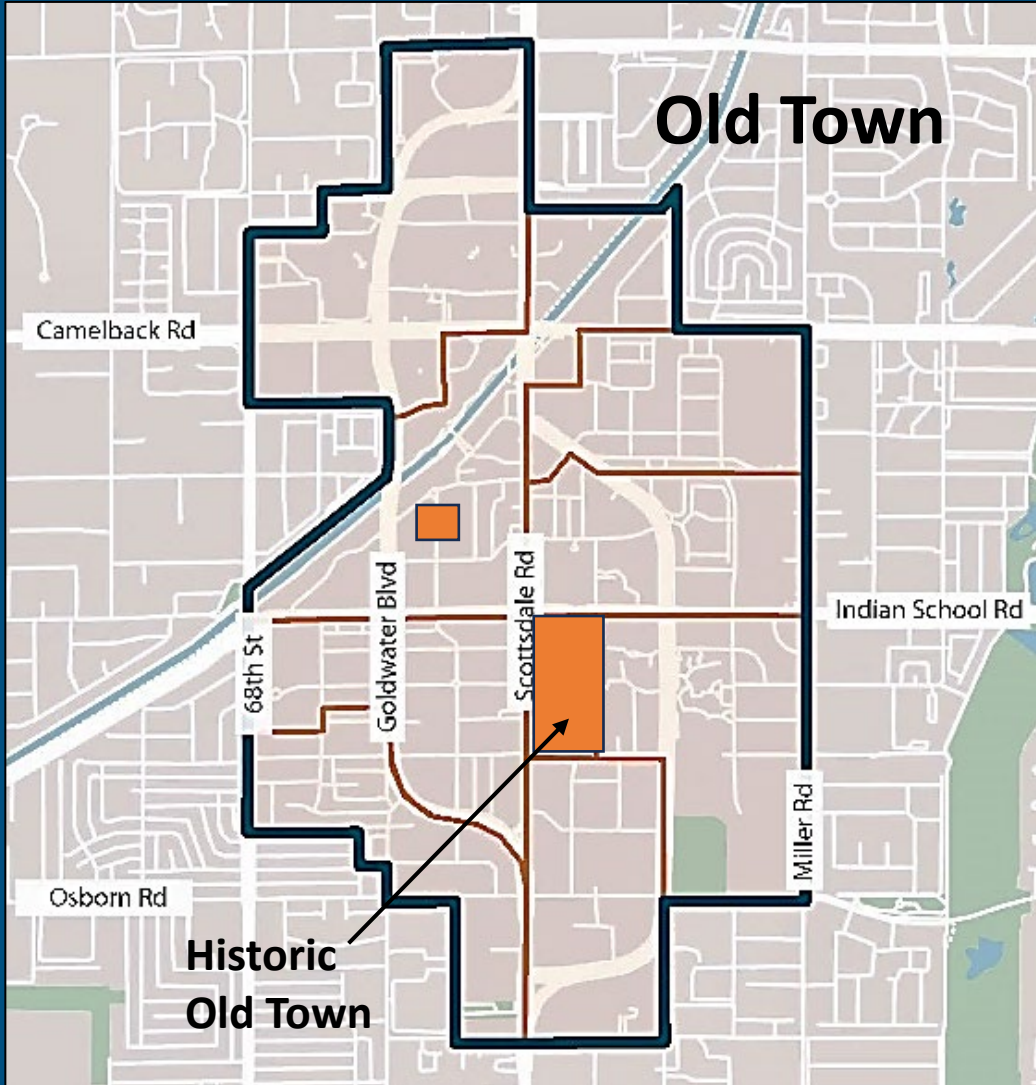 Old Town
Camelback Rd
Indian School Rd
68th St
Goldwater Blvd
Scottsdale Rd
Miller Rd
Osborn Rd
Historic
Old Town